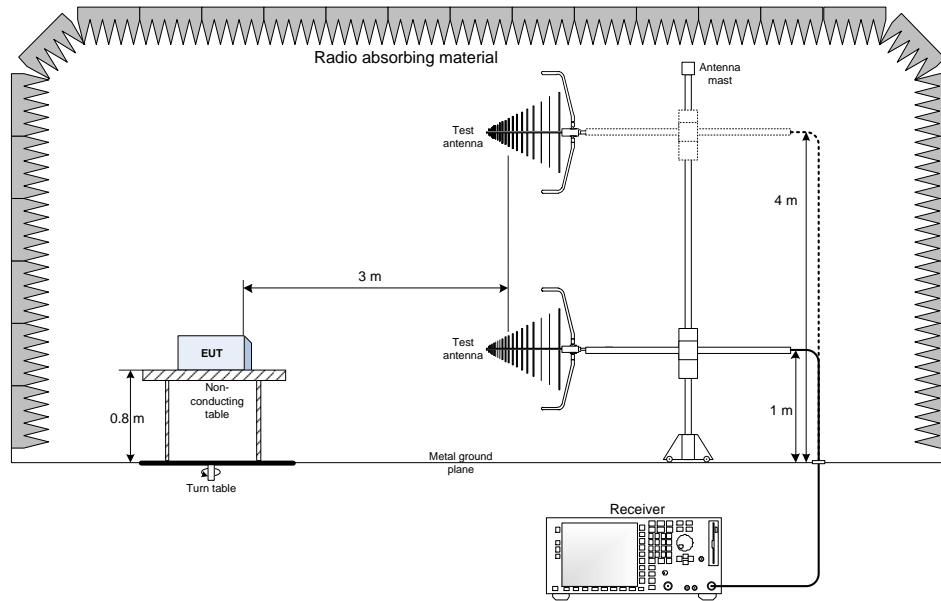 Radio absorbing material
Antenna
mast
Test
antenna
4 m
3 m
EUT
Test
antenna
Non-
conducting table
0.8 m
1 m
Metal ground
plane
Turn table
Receiver